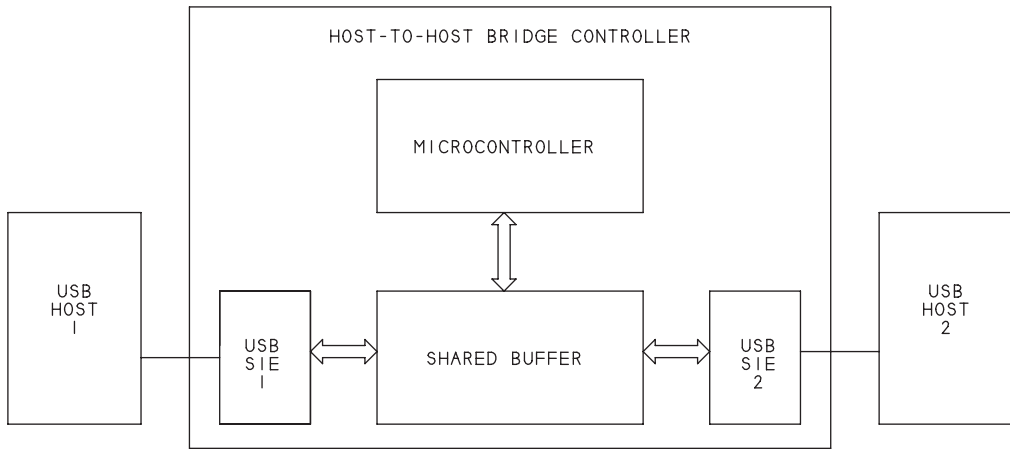 HOST-TO-HOST BRIDGE CONTROLLER
MICROCONTROLLER
USB
HOST
1
USB
SIE
1
SHARED BUFFER
USB
SIE
2
USB
HOST
2